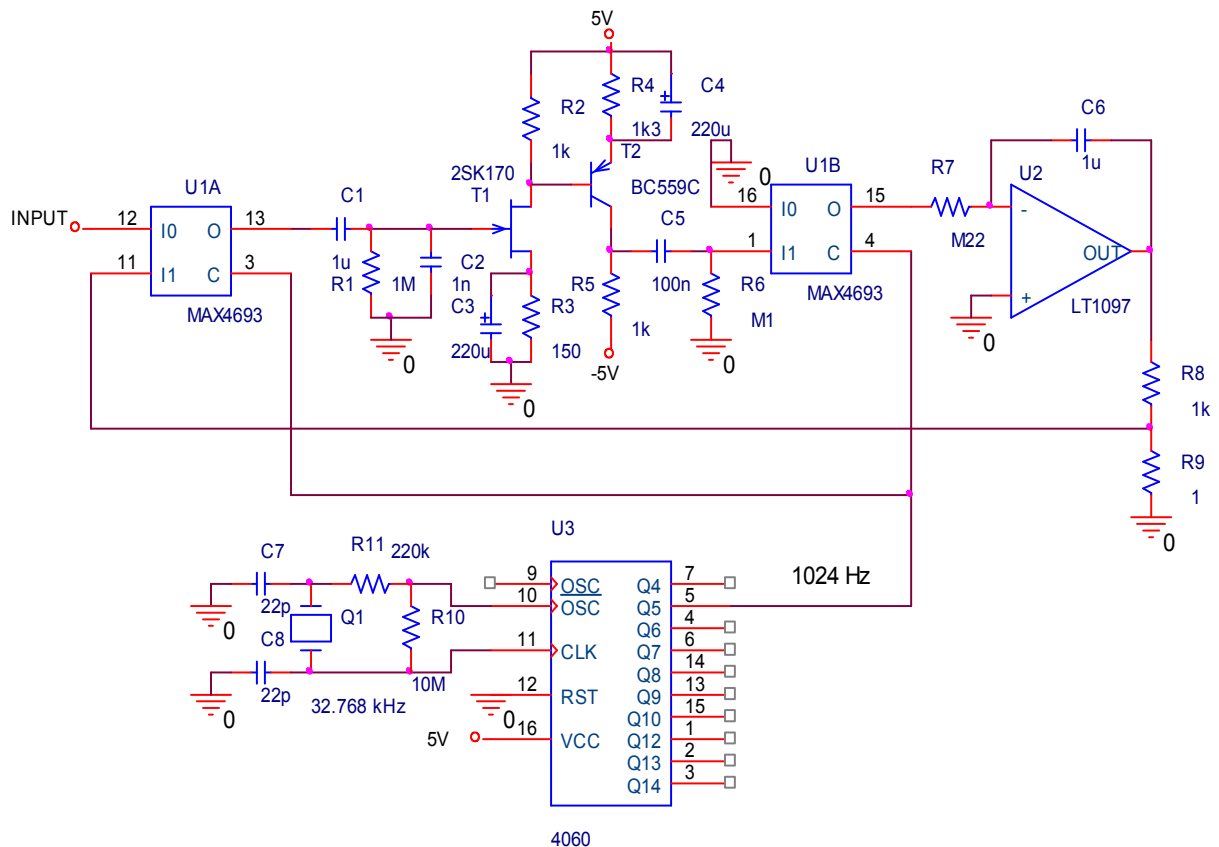 5V
R4
C4
R2
1k3
220u
1k
T2
C6
1u
2SK170
T1
U1A
C1
U1B
0
R7
U2
BC559C
INPUT
12
13
I0
O
16
15
I0
O
-
C5
M22
11
3
I1
C
1u
R1
1M
C2
1n
1
4
I1
C
OUT
MAX4693
C3
R3
R5
100n
R6
MAX4693
+
LT1097
220u
150
1k
M1
0
0
-5V
0
0
R8
1k
R9
1
0
U3
C7
R11
220k
1024 Hz
9
OSC
Q4
7
22p
Q1
R10
10
OSC
Q5
5
0
Q6
4
C8
11
CLK
Q7
6
Q8
14
22p
10M
12
RST
Q9
13
0
32.768 kHz
0
Q10
15
5V
16
VCC
Q12
1
Q13
2
Q14
3
4060